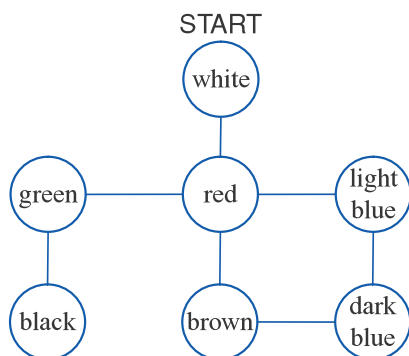 START
white
green
red
light
blue
black
brown
dark
blue